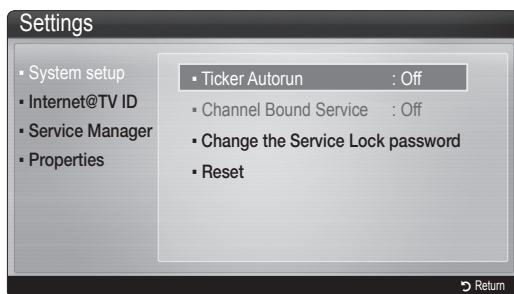 Settings
▪ System setup
▪ Internet@TV ID
▪ Service Manager
▪ Properties
▪ Ticker Autorun : Off
▪ Channel Bound Service : Off
▪ Change the Service Lock password
▪ Reset
Return